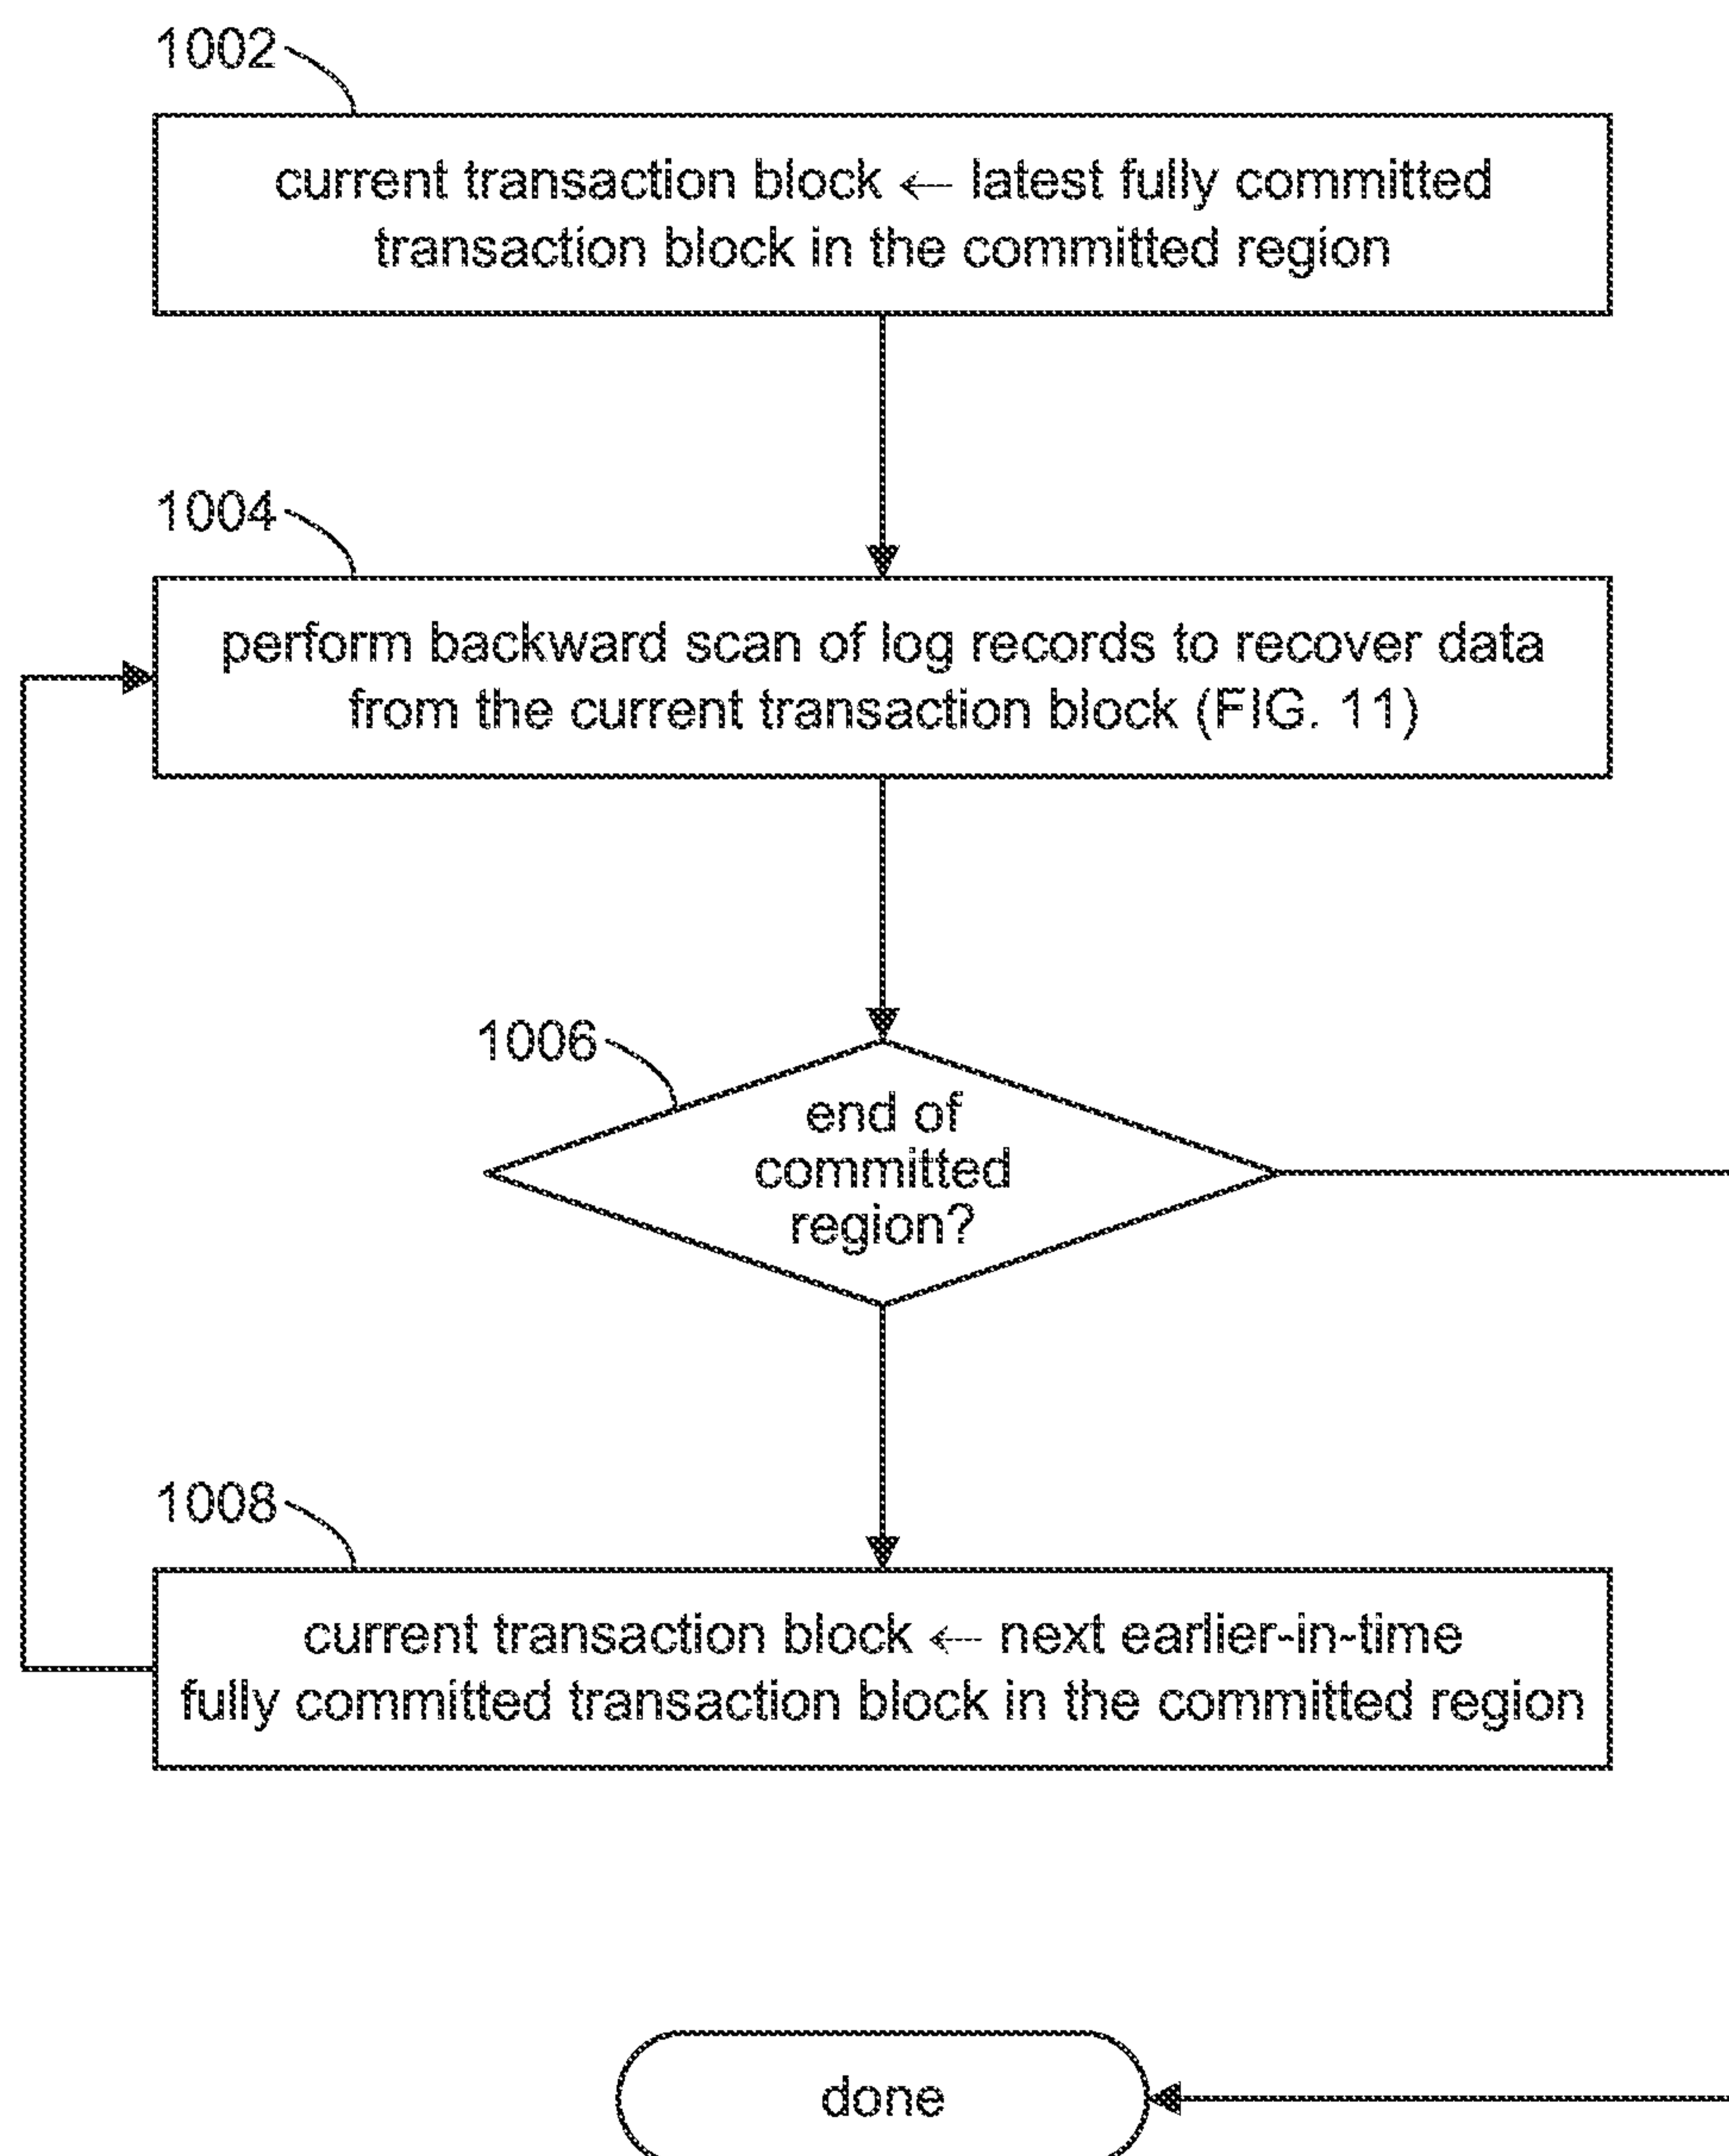 1002
current transaction block ← latest fully committed
transaction block in the committed region
1004
perform backward scan of log records to recover data
from the current transaction block (FIG. 11)
1006
end of
committed
region?
1008
current transaction block ← next earlier-in-time
fully committed transaction block in the committed region
done